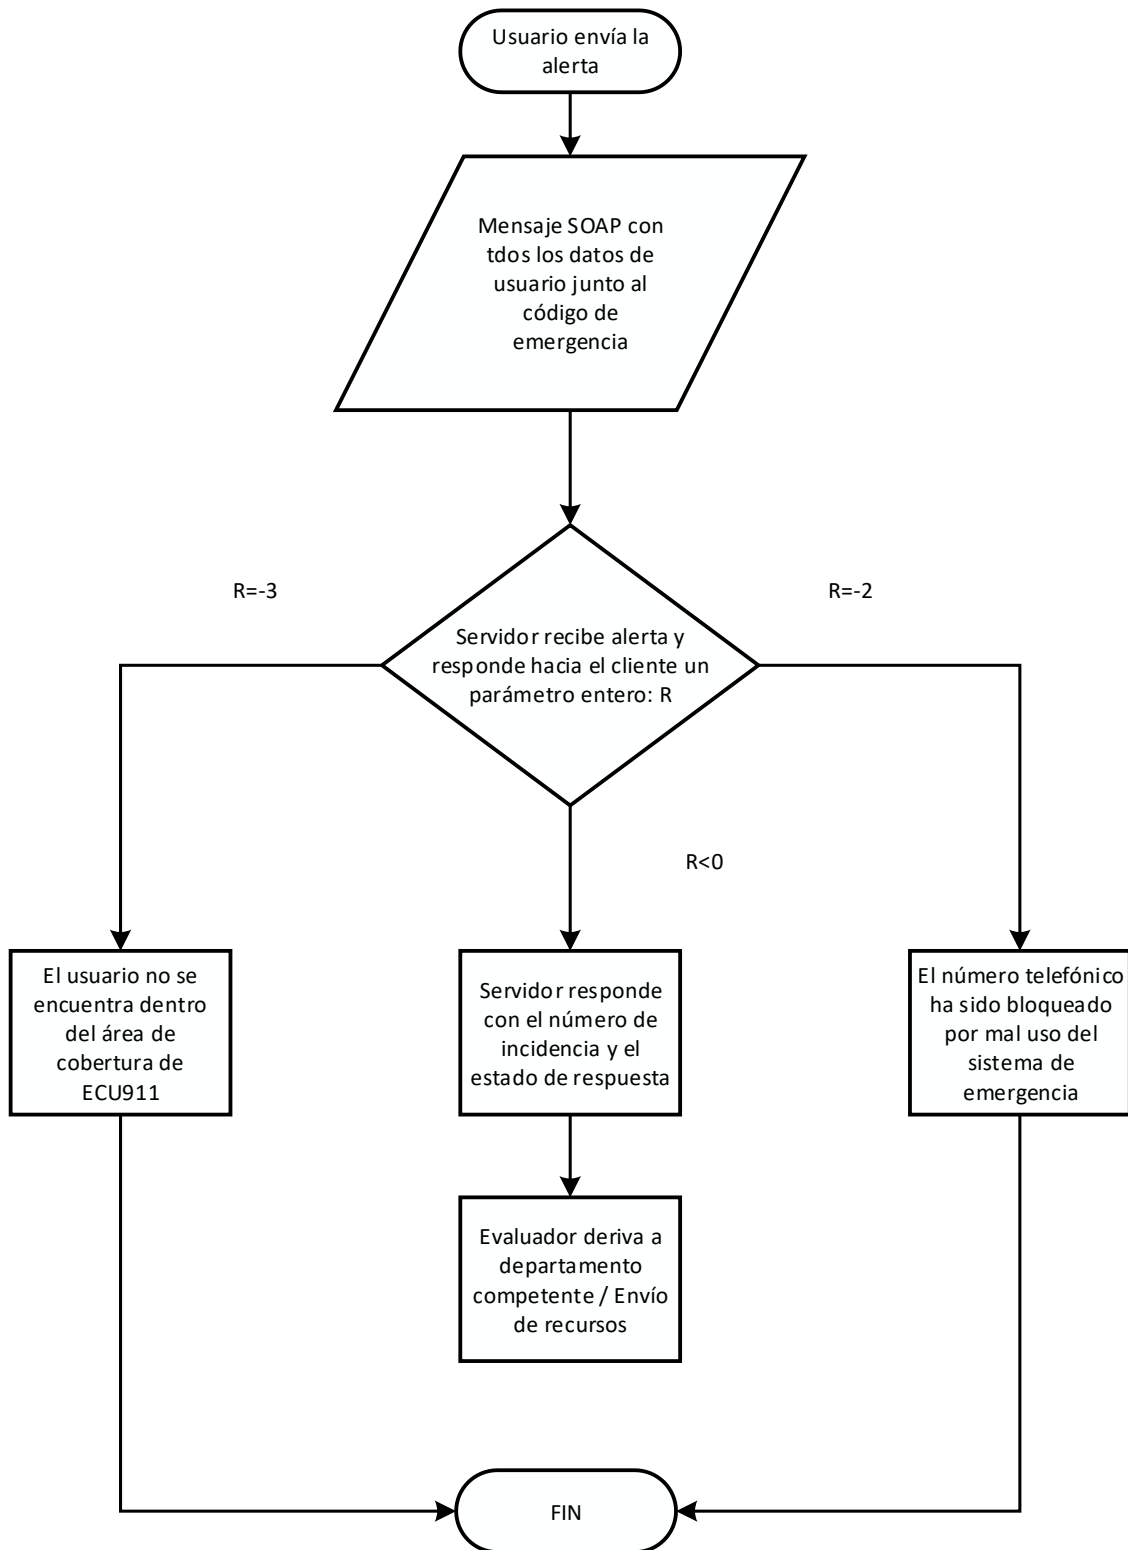 Usuario envía la
alerta
Mensaje SOAP con
tdos los datos de
usuario junto al
código de
emergencia
R=-3
R=-2
Servidor recibe alerta y
responde hacia el cliente un
parámetro entero: R
R<0
El usuario no se
encuentra dentro
del área de
cobertura de
ECU911
Servidor responde
con el número de
incidencia y el
estado de respuesta
El número telefónico
ha sido bloqueado
por mal uso del
sistema de
emergencia
Evaluador deriva a
departamento
competente / Envío
de recursos
FIN